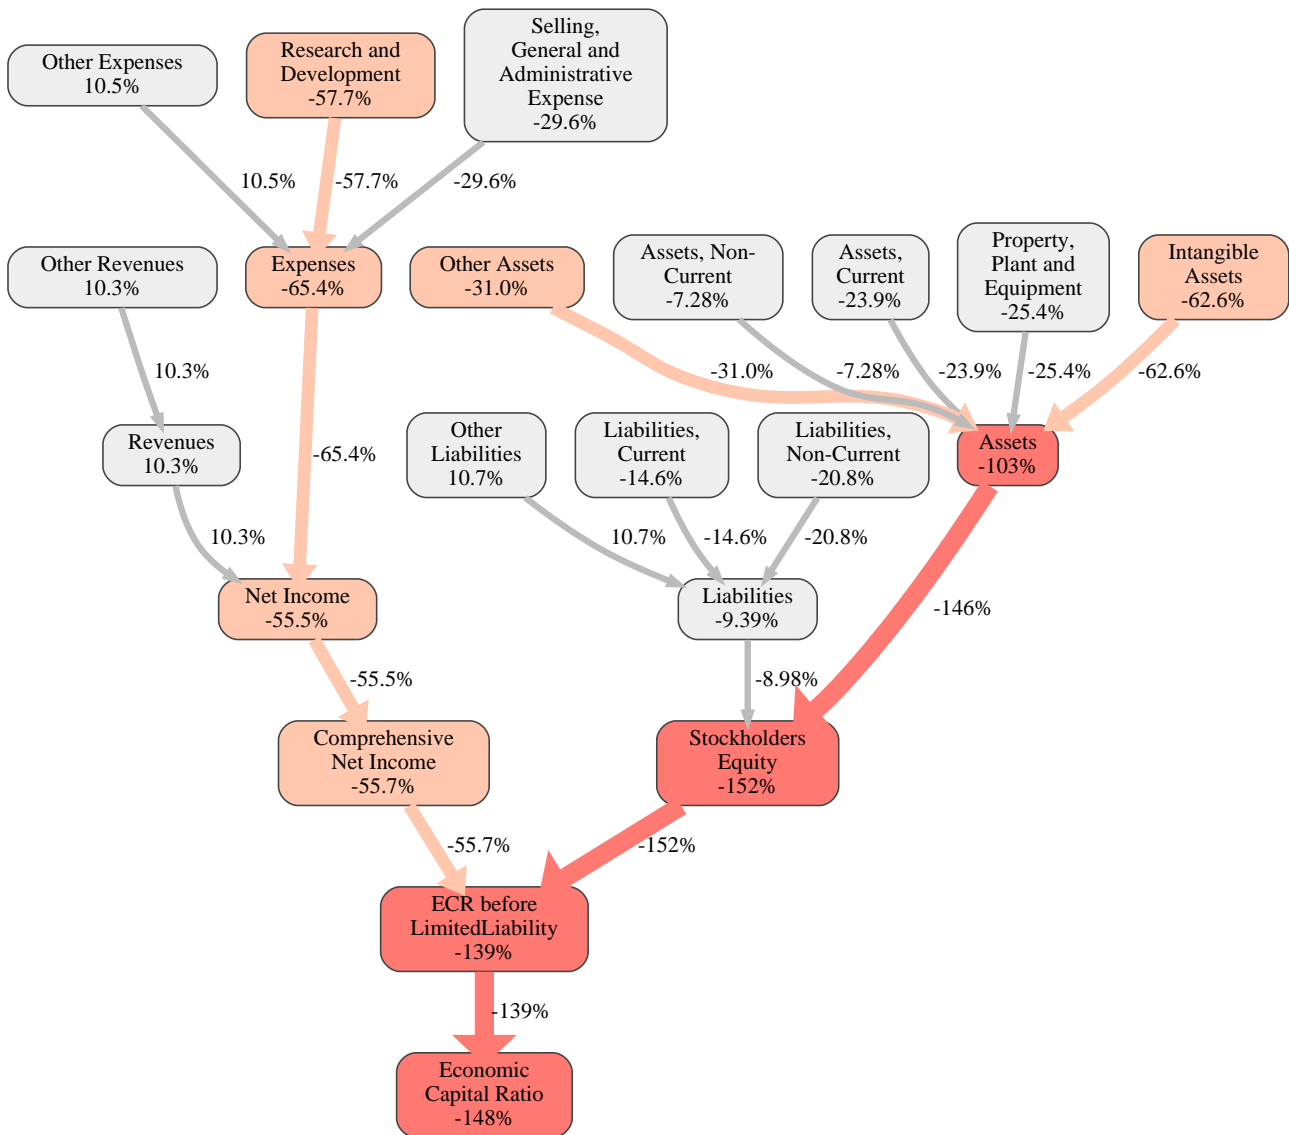 Other Expenses
10.5%
Research and
Development
-57.7%
Selling,
General and
Administrative
Expense
-29.6%
10.5%
-57.7%
-29.6%
Other Revenues
10.3%
Expenses
-65.4%
Other Assets
-31.0%
Assets, Non-
Current
-7.28%
Assets,
Current
-23.9%
Property,
Plant and
Equipment
-25.4%
Intangible
Assets
-62.6%
10.3%
-31.0%
-7.28%
-23.9%
-25.4%
-62.6%
Revenues
10.3%
-65.4%
Other
Liabilities
10.7%
Liabilities,
Current
-14.6%
Liabilities,
Non-Current
-20.8%
Assets
-103%
10.3%
10.7%
-14.6%
-20.8%
Net Income
-55.5%
Liabilities
-9.39%
-146%
-55.5%
-8.98%
Comprehensive
Net Income
-55.7%
Stockholders
Equity
-152%
-55.7%
-152%
ECR before
LimitedLiability
-139%
-139%
Economic
Capital Ratio
-148%